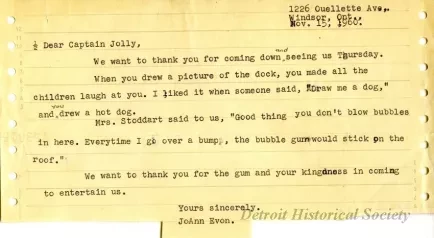 1226 Ouellette Ave,.
Windsor, Ont.,
Nov. 15, 1960.
½ Dear Captain Jolly,
We want to thank you for coming down and seeing us Thursday.
When you drew a picture of the dock, you made all the
children laugh at you. I liked it when someone said, "Draw me a dog,"
and you drew a hot dog.
Mrs. Stoddart said to us, "Good thing you don't blow bubbles
in here. Everytime I go over a bump, the bubble gum would stick on the
roof."
We want to thank you for the gum and your kingdness in coming
to entertain us.
Yours sincerely.
JoAnn Evon.
Detroit Historical Society